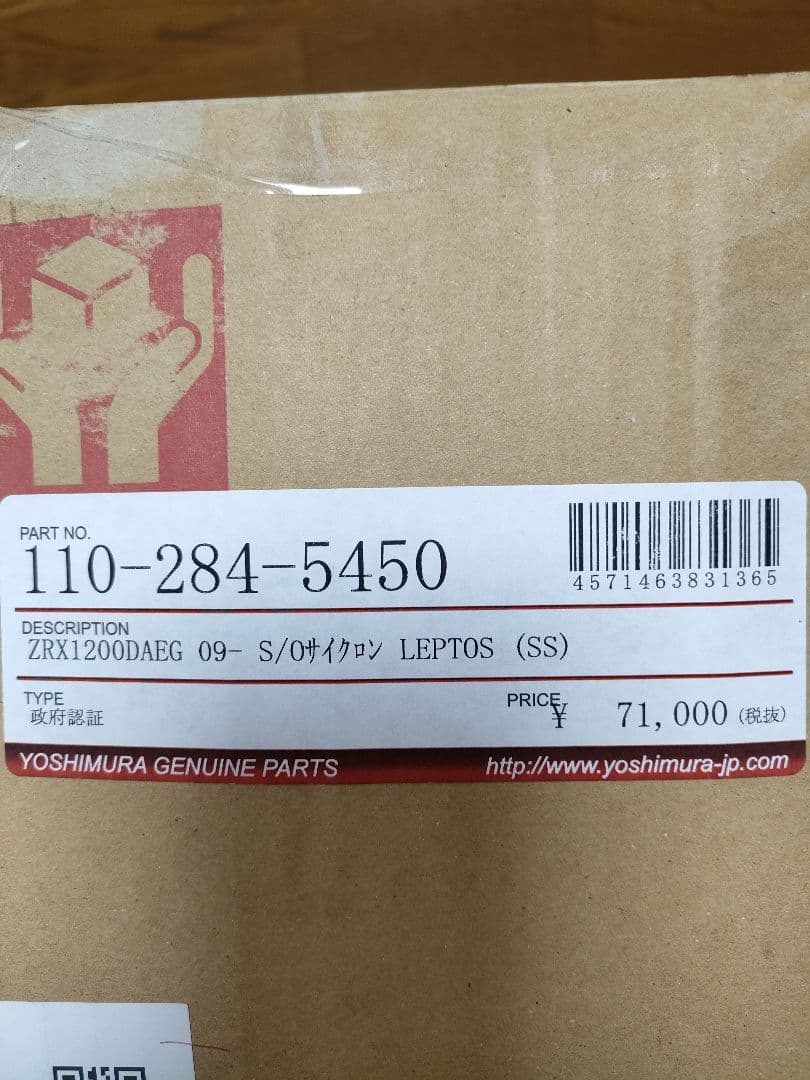 PART NO.
110-284-5450
4571463831365
DESCRIPTION
ZRX1200DAEG 09- S/Oｻｲｸﾛﾝ LEPTOS (SS)
TYPE
政府認証
PRICE
¥ 71,000 (税抜)
YOSHIMURA GENUINE PARTS
http://www.yoshimura-jp.com